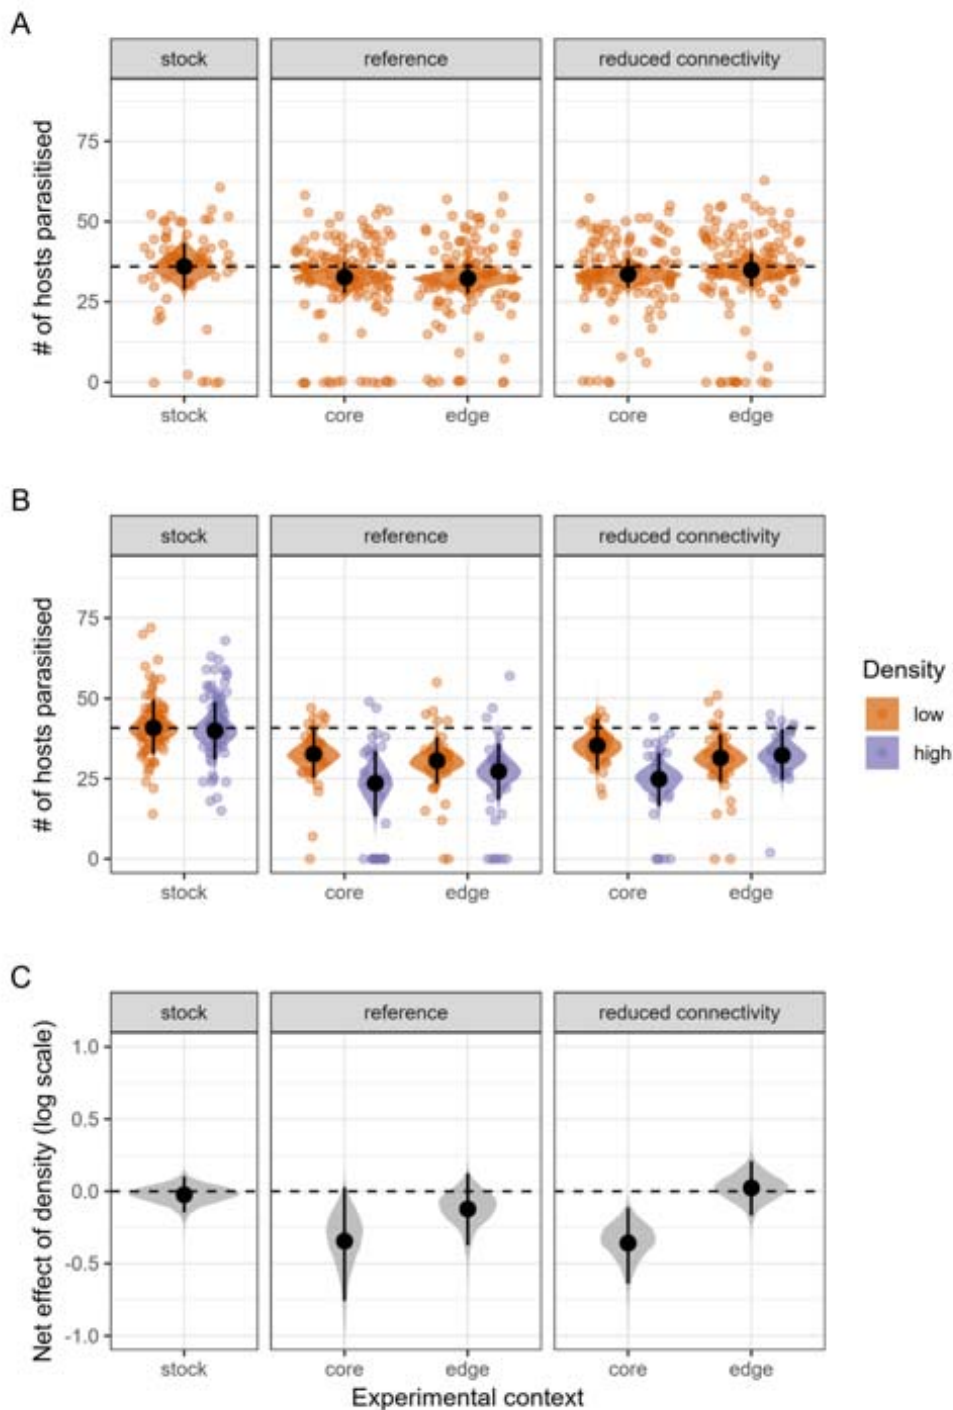 A
stock reference reduced connectivity
# of hosts parasitised
75
50
25
0
stock core edge core edge
B
stock reference reduced connectivity
# of hosts parasitised
75
50
25
0
stock core edge core edge
Density
low
high
C
stock reference reduced connectivity
Net effect of density (log scale)
1.0
0.5
0.0
-0.5
-1.0
stock core edge core edge
Experimental context